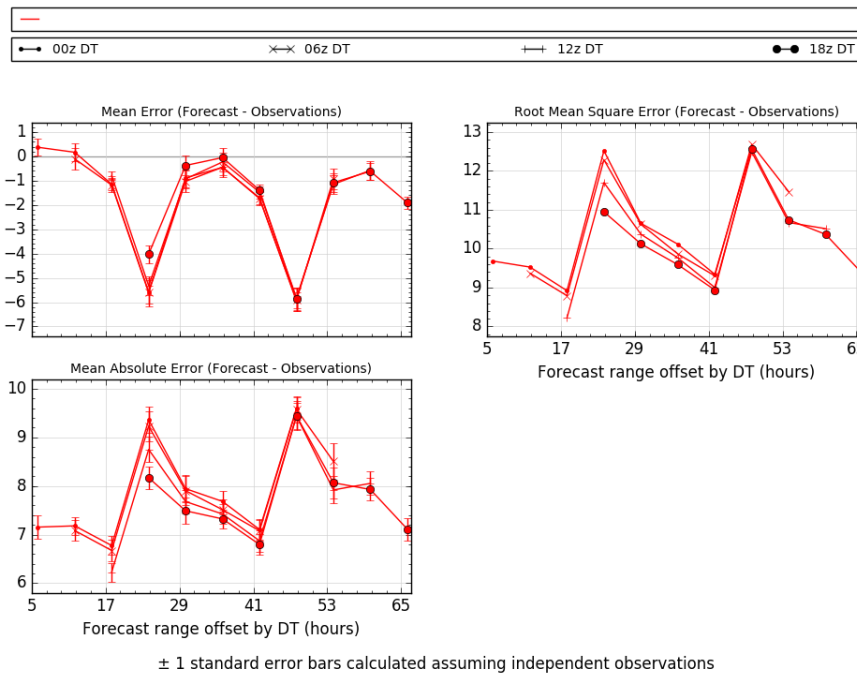 00z DT 06z DT 12z DT 18z DT
Mean Error (Forecast - Observations)
1
0
−1
−2
−3
−4
−5
−6
−7
Root Mean Square Error (Forecast - Observations)
13
12
11
10
9
8
5 17 29 41 53
Forecast range offset by DT (hours)
Mean Absolute Error (Forecast - Observations)
10
9
8
7
6
5 17 29 41 53 65
Forecast range offset by DT (hours)
± 1 standard error bars calculated assuming independent observations